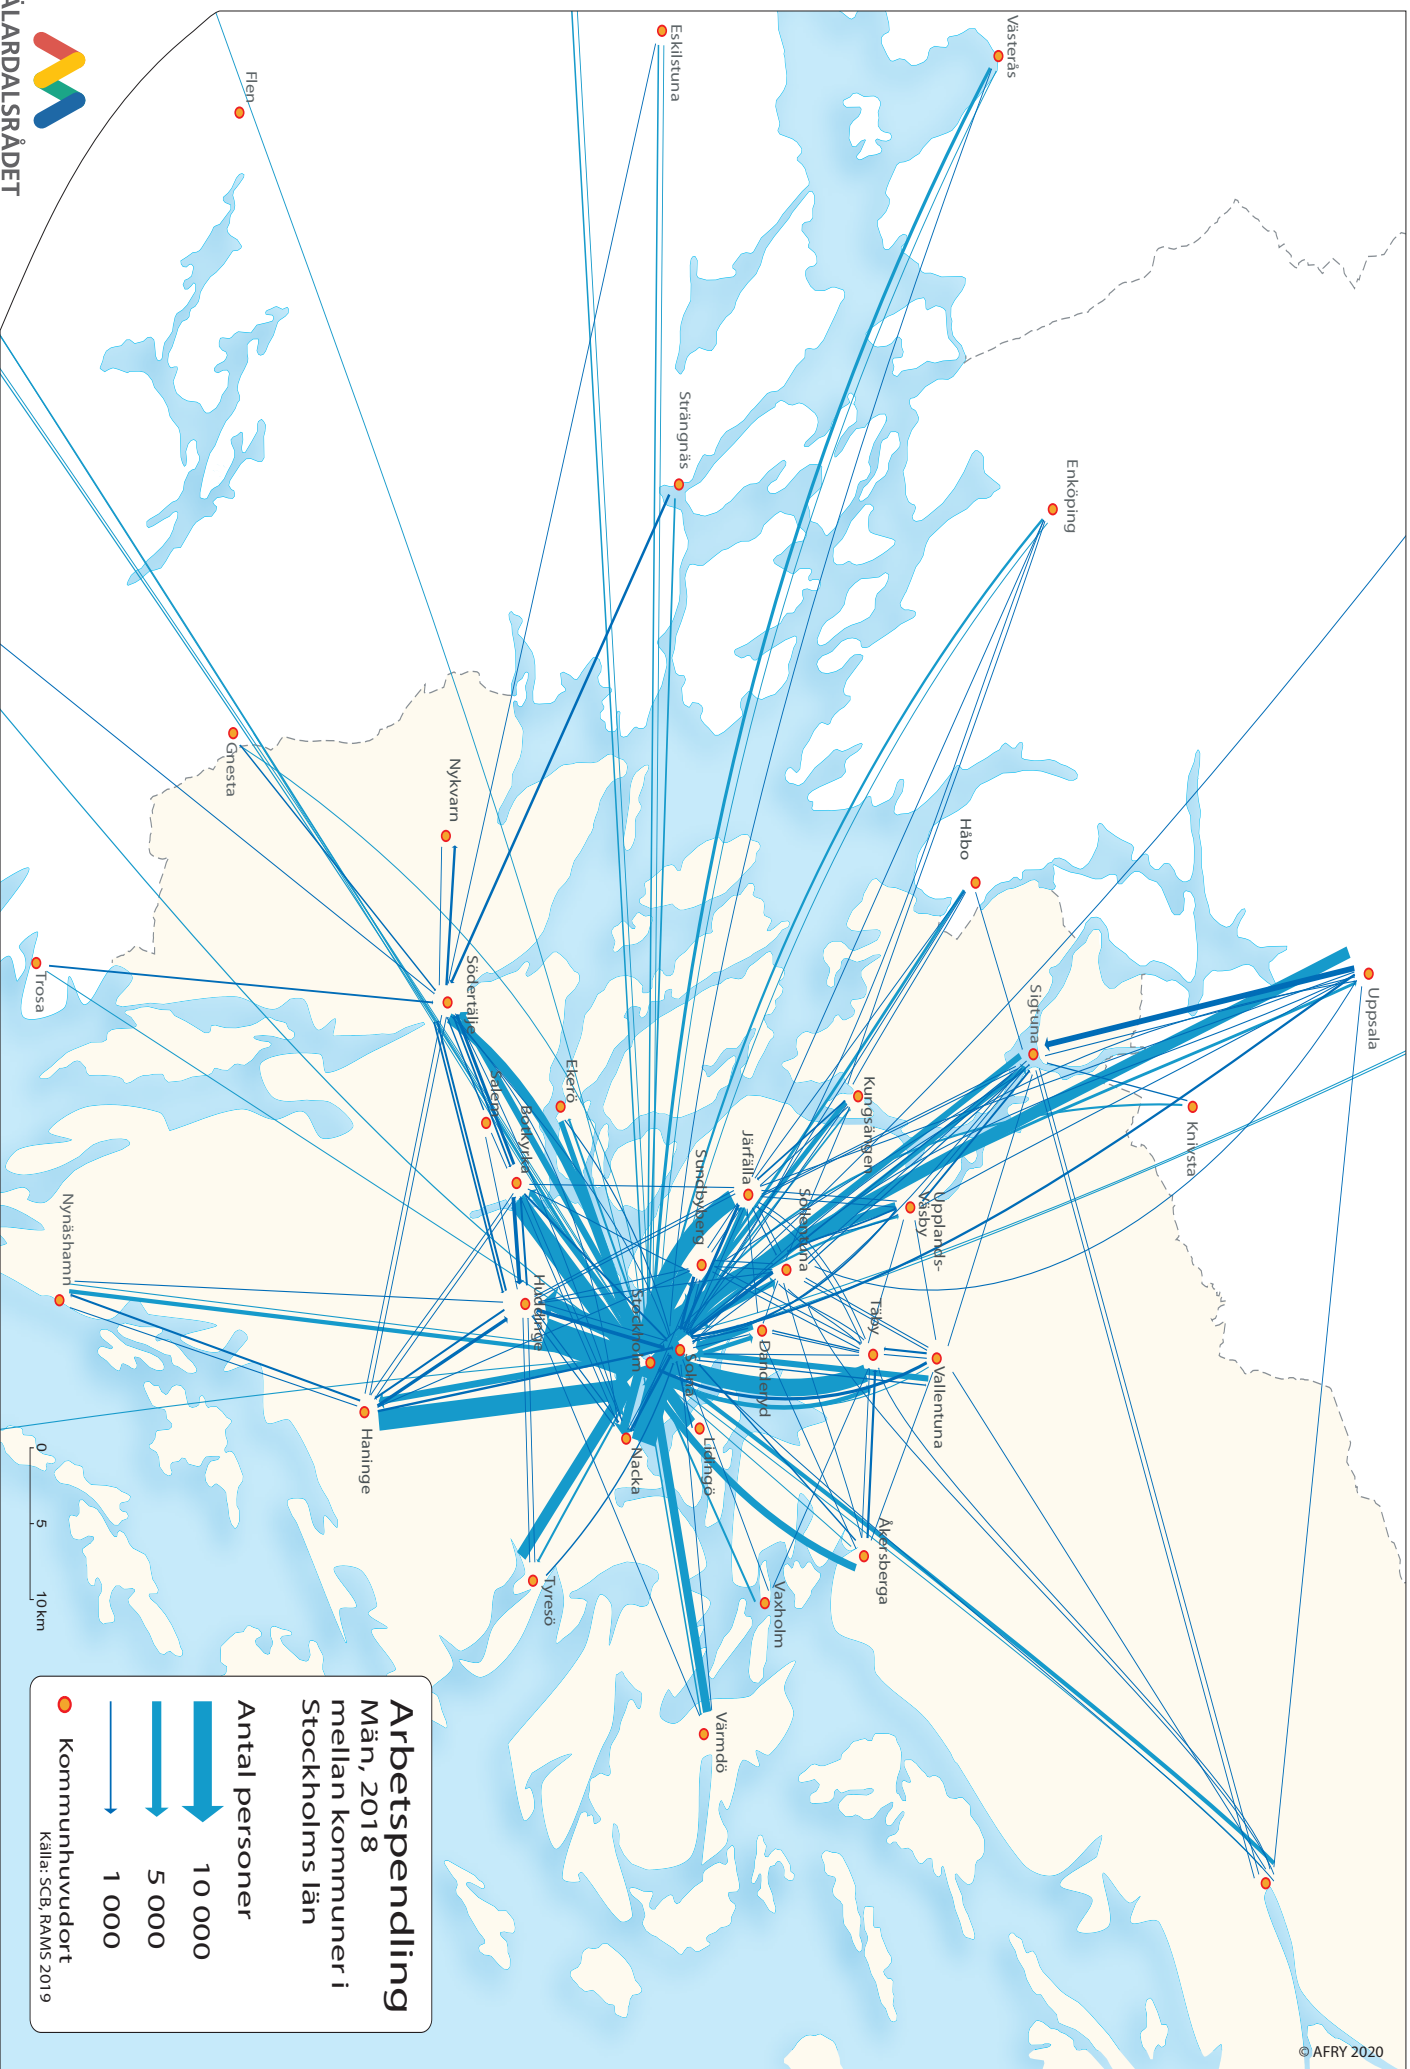 Uppsala
Knivsta
Enköping
Håbo
Sigtuna
Västerås
Upplands-
Väsby
Vallentuna
Kungsängen
Täby
Åkersberga
Sollentuna
Järfälla
Danderyd
Vaxholm
Sundbyberg
Lidingö
Värmdö
Solna
Eskilstuna
Strängnäs
Stockholm
Nacka
Ekerö
Tyresö
Huddinge
Botkyrka
Salem
Södertälje
Nykvarn
Haninge
Flen
Gnesta
Trosa
Nynäshamn
0 5 10 km
Arbetspendling
Män, 2018
mellan kommuner i
Stockholms län
Antal personer
10 000
5 000
1 000
Kommunhuvudort
Källa: SCB, RAMS 2019
ÄLARDALSRÅDET
© AFRY 2020